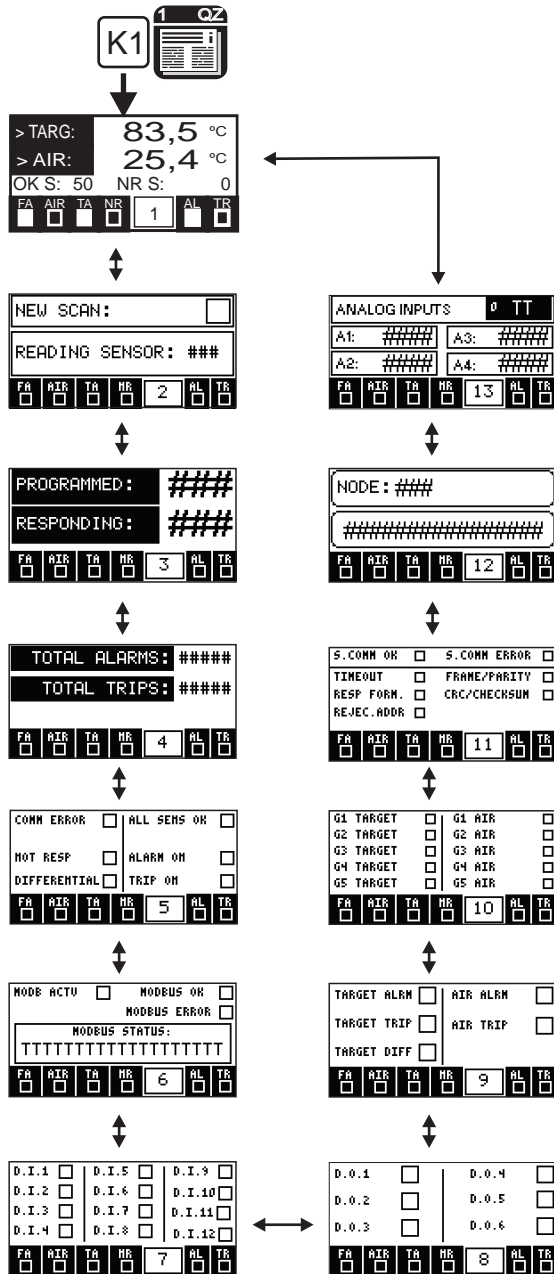 1 QZ
K1
i
> TARG: 83,5 °C
> AIR: 25,4 °C
OK S: 50 NR S: 0
FA AIR TA NR 1 AL TR
NEW SCAN:
READING SENSOR: ###
FA AIR TA NR 2 AL TR
PROGRAMMED: ####
RESPONDING: ####
FA AIR TA NR 3 AL TR
TOTAL ALARMS: #####
TOTAL TRIPS: #####
FA AIR TA NR 4 AL TR
COMM ERROR ALL SENS OK
NOT RESP ALARM ON
DIFFERENTIAL TRIP ON
FA AIR TA NR 5 AL TR
MODB ACTV MODBUS OK
MODBUS ERROR
MODBUS STATUS:
TTTTTTTTTTTTTTTTTTT
FA AIR TA NR 6 AL TR
D.I.1 D.I.5 D.I.9
D.I.2 D.I.6 D.I.10
D.I.3 D.I.7 D.I.11
D.I.4 D.I.8 D.I.12
FA AIR TA NR 7 AL TR
ANALOG INPUTS 0 TT
A1: ##### A3: #####
A2: ##### A4: #####
FA AIR TA NR 13 AL TR
NODE: ###
####################
FA AIR TA NR 12 AL TR
S.COMM OK S.COMM ERROR
TIMEOUT FRAME/PARITY
RESP FORM. CRC/CHECKSUM
REJEC.ADDR
FA AIR TA NR 11 AL TR
G1 TARGET G1 AIR
G2 TARGET G2 AIR
G3 TARGET G3 AIR
G4 TARGET G4 AIR
G5 TARGET G5 AIR
FA AIR TA NR 10 AL TR
TARGET ALRM AIR ALRM
TARGET TRIP AIR TRIP
TARGET DIFF
FA AIR TA NR 9 AL TR
D.O.1 D.O.4
D.O.2 D.O.5
D.O.3 D.O.6
FA AIR TA NR 8 AL TR